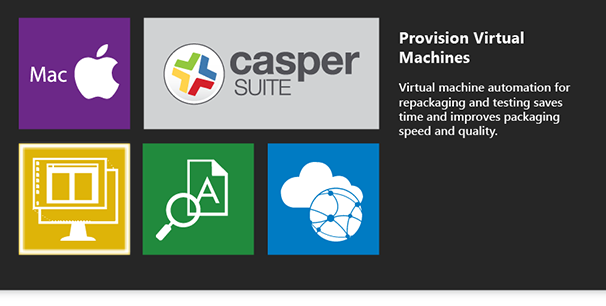 Mac
casper
SUITE
A
Provision Virtual
Machines
Virtual machine automation for
repackaging and testing saves
time and improves packaging
speed and quality.